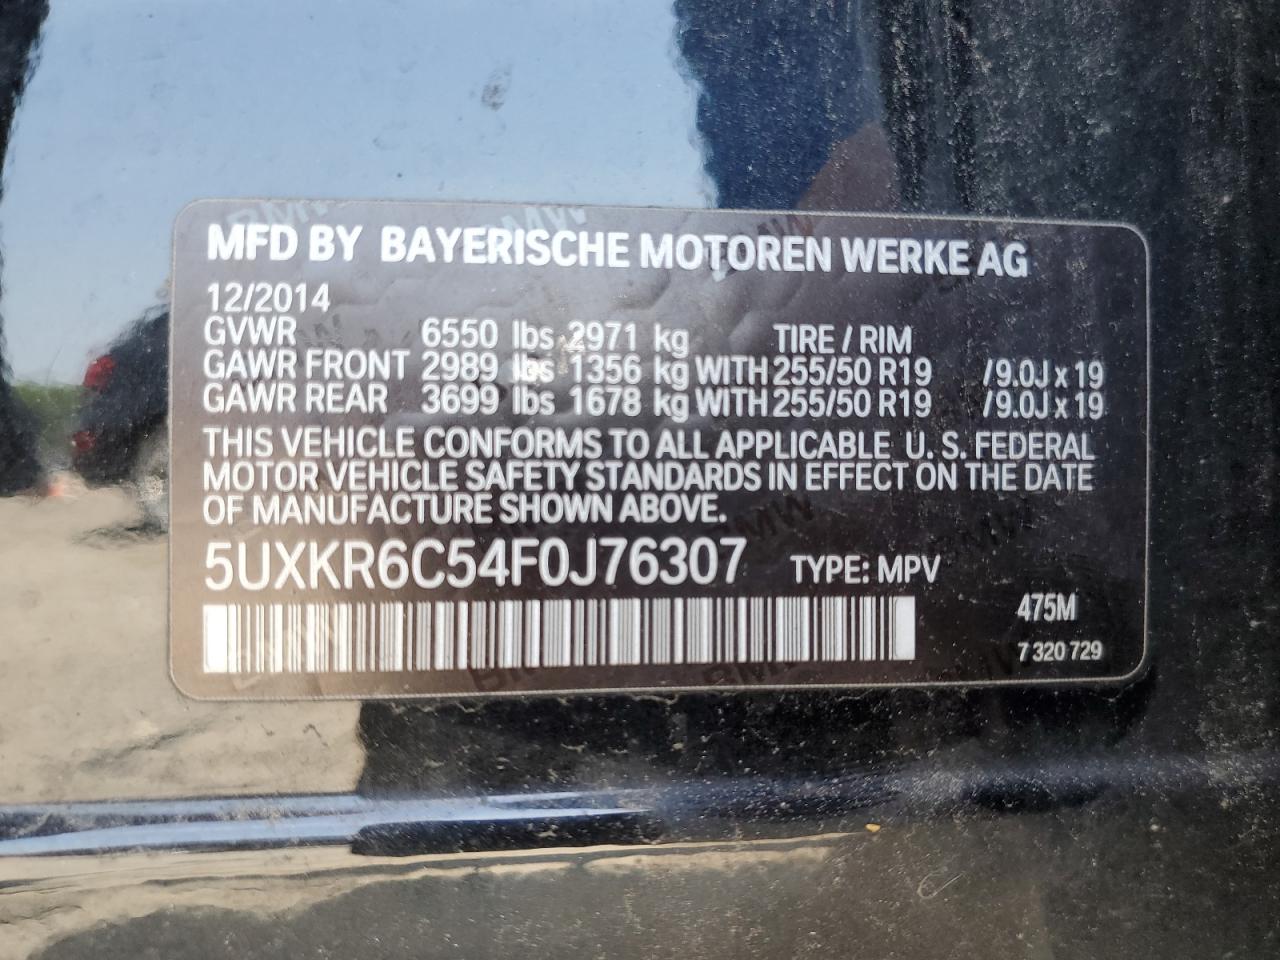 MFD BY BAYERISCHE MOTOREN WERKE AG
12/2014
GVWR 6550 lbs 2971 kg TIRE / RIM
GAWR FRONT 2989 lbs 1356 kg WITH 255/50 R19 /9.0J x 19
GAWR REAR 3699 lbs 1678 kg WITH 255/50 R19 /9.0J x 19
THIS VEHICLE CONFORMS TO ALL APPLICABLE U.S. FEDERAL
MOTOR VEHICLE SAFETY STANDARDS IN EFFECT ON THE DATE
OF MANUFACTURE SHOWN ABOVE.
5UXKR6C54F0J76307 TYPE: MPV
475M
7 320 729